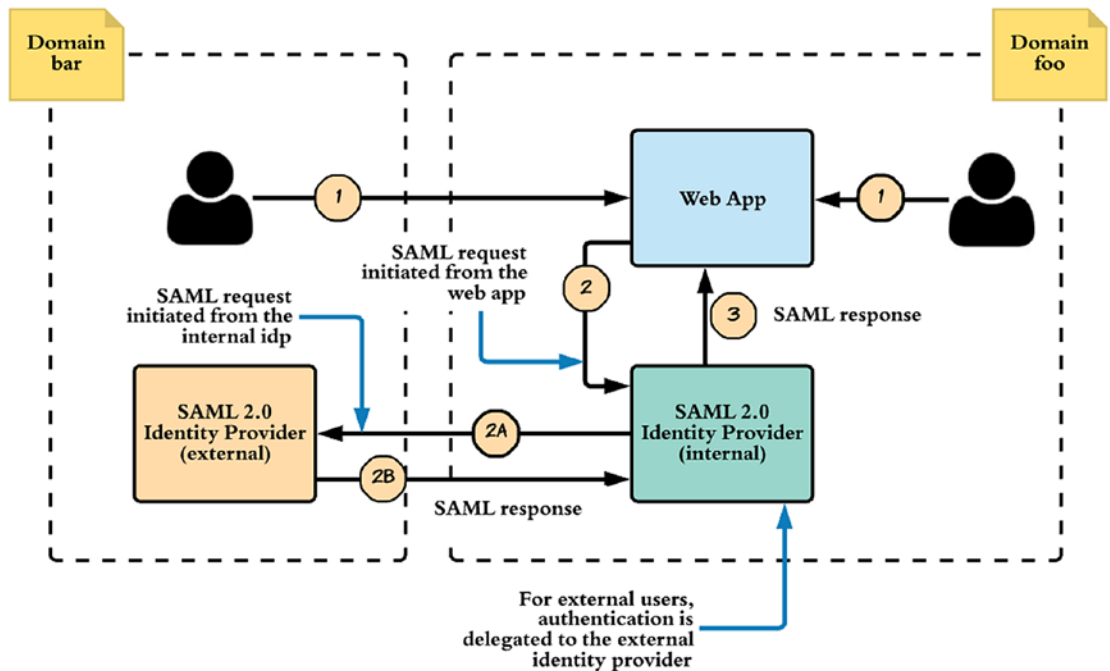 Domain
bar
Domain
foo
1
Web App
1
SAML request
initiated from the
web app
2
SAML request
initiated from the
internal idp
3
SAML response
SAML 2.0
Identity Provider
(external)
2A
SAML 2.0
Identity Provider
(internal)
2B
SAML response
For external users,
authentication is
delegated to the external
identity provider